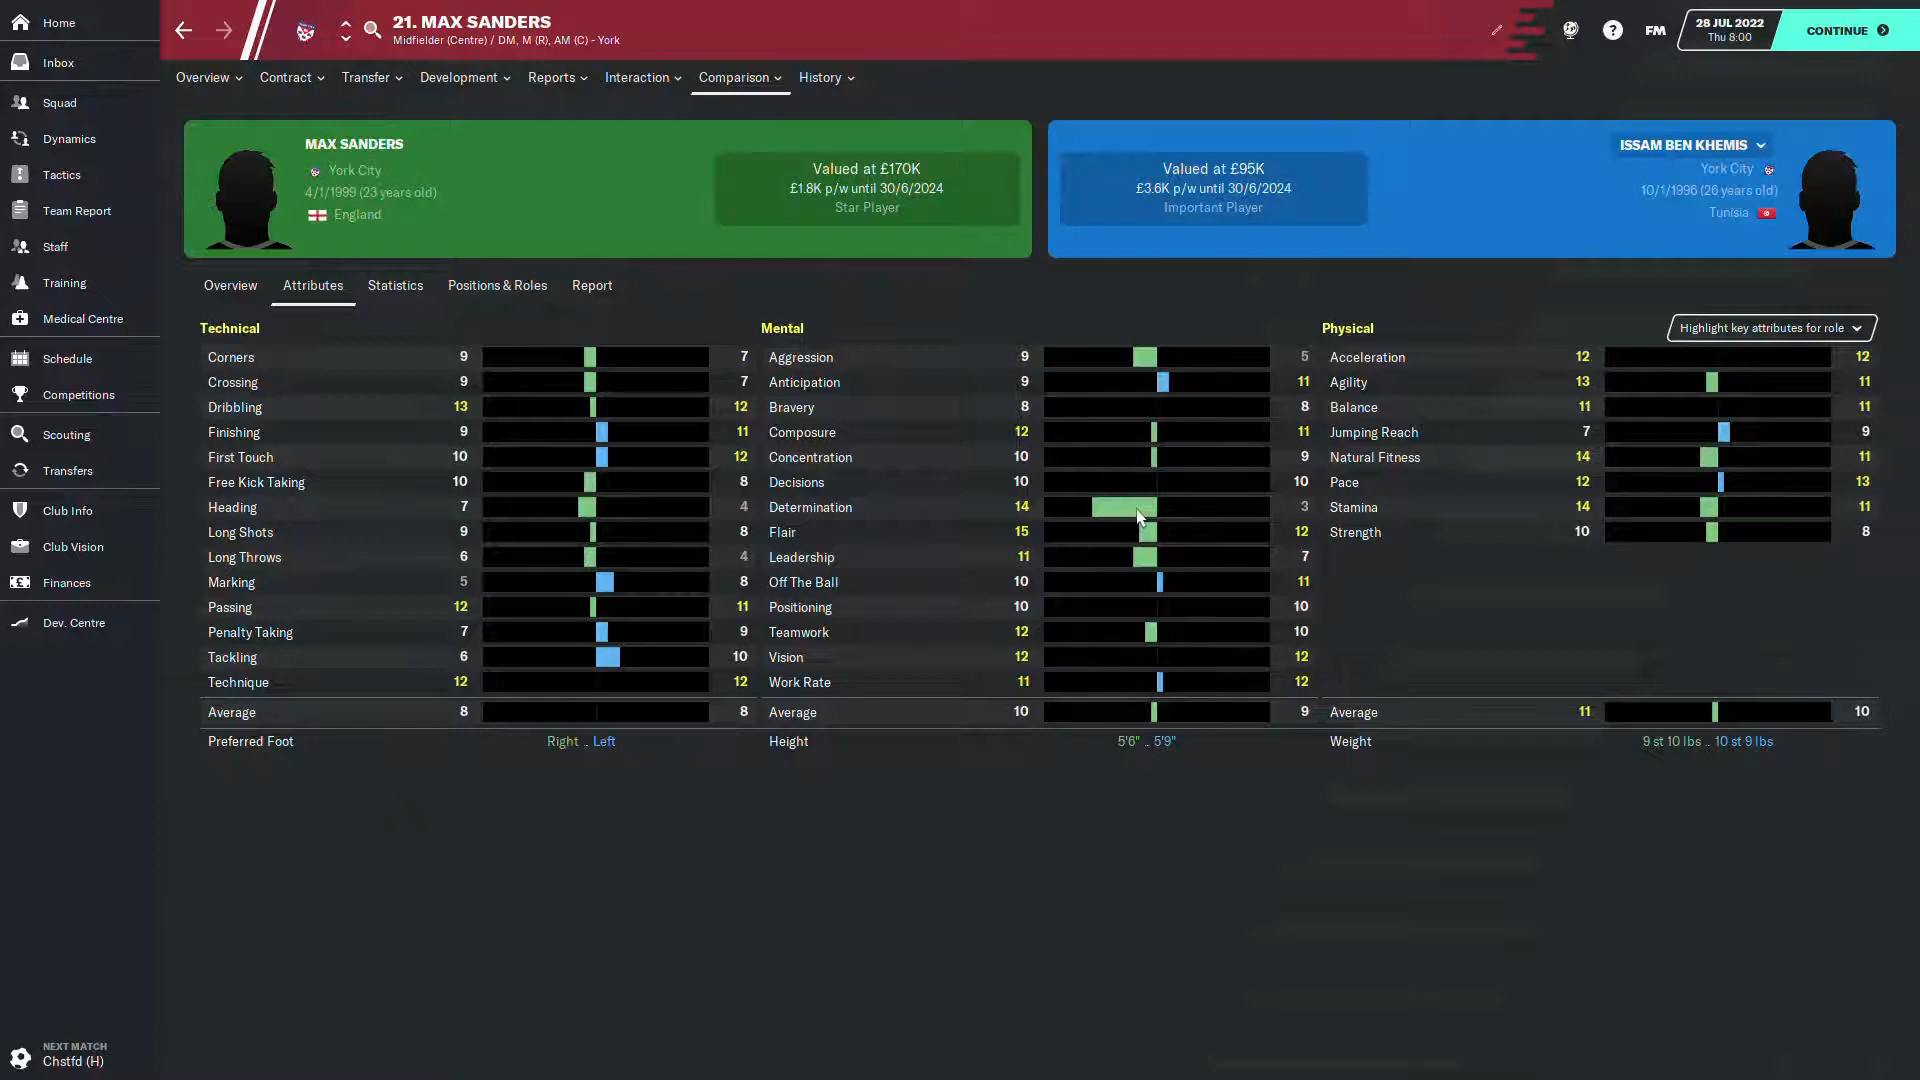 Home
Inbox
Squad
Dynamics
Tactics
Team Report
Staff
Training
Medical Centre
Schedule
Competitions
Scouting
Transfers
Club Info
Club Vision
Finances
Dev. Centre
NEXT MATCH
Chstfd (H)
21. MAX SANDERS
Midfielder (Centre) / DM, M (R), AM (C) - York
FM
28 JUL 2022
Thu 8:00
CONTINUE
Overview Contract Transfer Development Reports Interaction Comparison History
MAX SANDERS
York City
4/1/1999 (23 years old)
England
Valued at £170K
£1.8K p/w until 30/6/2024
Star Player
Valued at £95K
£3.6K p/w until 30/6/2024
Important Player
ISSAM BEN KHEMIS
York City
10/1/1996 (26 years old)
Tunisia
Overview Attributes Statistics Positions & Roles Report
Highlight key attributes for role
Technical
Corners 9 7
Crossing 9 7
Dribbling 13 12
Finishing 9 11
First Touch 10 12
Free Kick Taking 10 8
Heading 7 4
Long Shots 9 8
Long Throws 6 4
Marking 5 8
Passing 12 11
Penalty Taking 7 9
Tackling 6 10
Technique 12 12
Average 8 8
Preferred Foot Right .. Left
Mental
Aggression 9 5
Anticipation 9 11
Bravery 8 8
Composure 12 11
Concentration 10 9
Decisions 10 10
Determination 14 3
Flair 15 12
Leadership 11 7
Off The Ball 10 11
Positioning 10 10
Teamwork 12 10
Vision 12 12
Work Rate 11 12
Average 10 9
Height 5'6" .. 5'9"
Physical
Acceleration 12 12
Agility 13 11
Balance 11 11
Jumping Reach 7 9
Natural Fitness 14 11
Pace 12 13
Stamina 14 11
Strength 10 8
Average 11 10
Weight 9 st 10 lbs .. 10 st 9 lbs